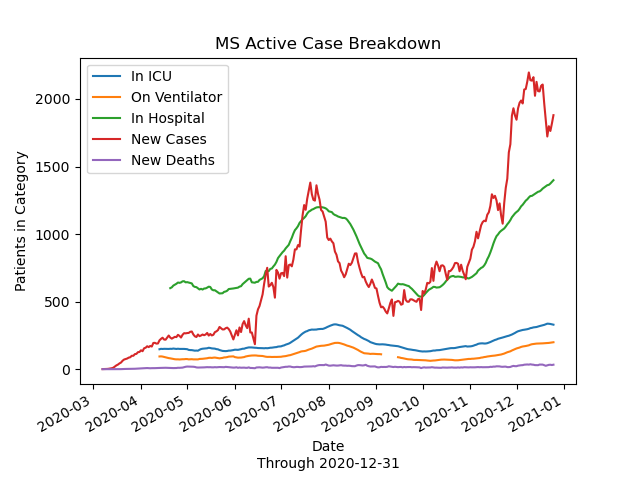 MS Active Case Breakdown
In ICU
On Ventilator
In Hospital
New Cases
New Deaths
Patients in Category
2000
1500
1000
500
0
2020-03
2020-04
2020-05
2020-06
2020-07
2020-08
2020-09
2020-10
2020-11
2020-12
2021-01
Date
Through 2020-12-31